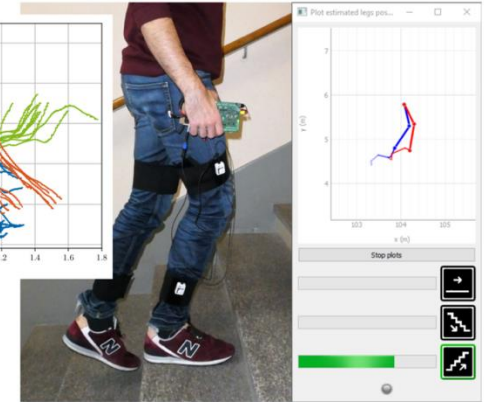 Plot estimated legs pos...
7
6
5
4
y (m)
103 104 105
x (m)
Stop plots
.2 1.4 1.6 1.8
N N